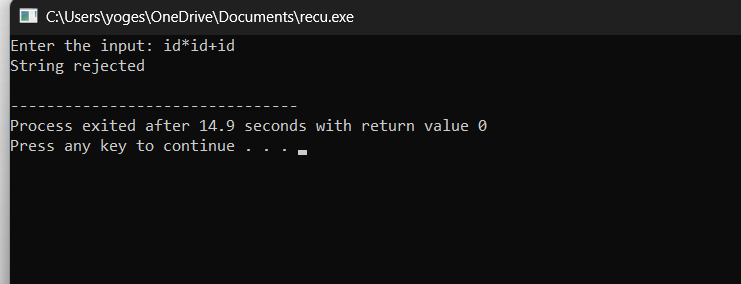 C:\Users\yoges\OneDrive\Documents\recu.exe
Enter the input: id*id+id
String rejected
--------------------------------
Process exited after 14.9 seconds with return value 0
Press any key to continue . . .